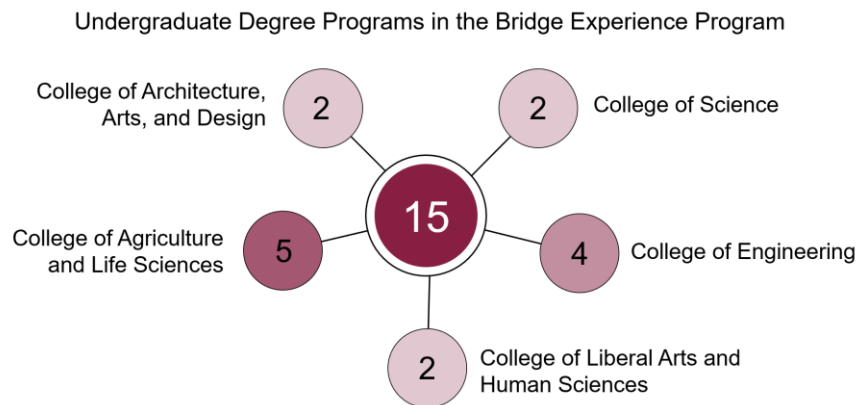 Undergraduate Degree Programs in the Bridge Experience Program
College of Architecture,
Arts, and Design
2
2
College of Science
15
College of Agriculture
and Life Sciences
5
4
College of Engineering
2
College of Liberal Arts and
Human Sciences